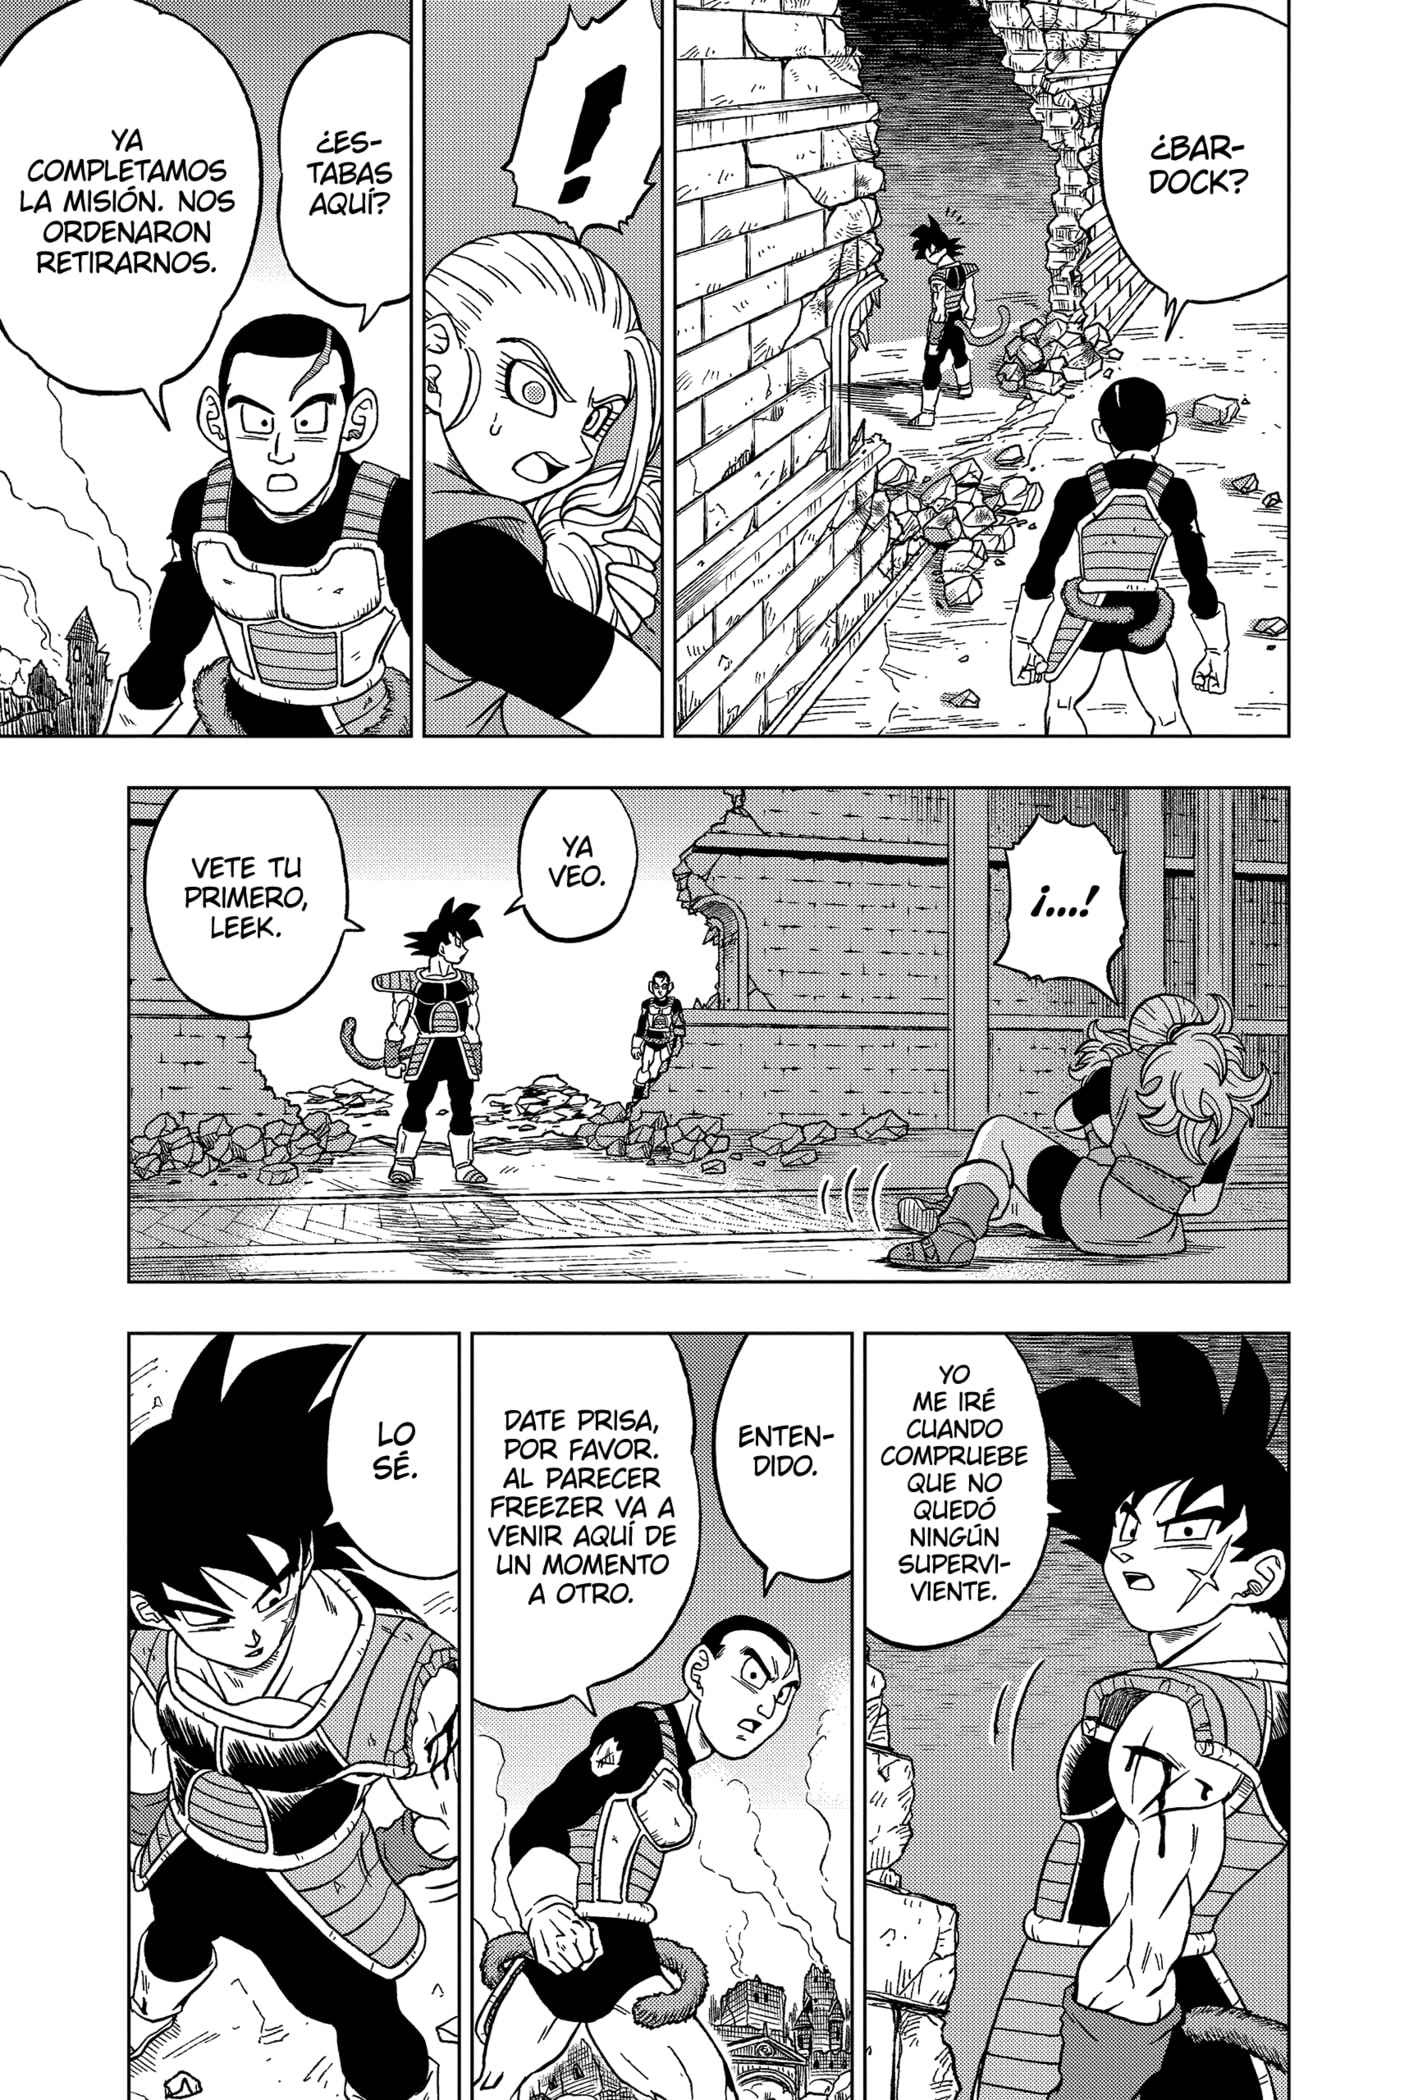 ¿BAR-
DOCK?
!
¿ES-
TABAS
AQUÍ?
YA
COMPLETAMOS
LA MISIÓN. NOS
ORDENARON
RETIRARNOS.
¡....!
YA
VEO.
VETE TU
PRIMERO,
LEEK.
YO
ME IRÉ
CUANDO
COMPRUEBE
QUE NO
QUEDÓ
NINGÚN
SUPERVI-
VIENTE.
ENTEN-
DIDO.
DATE PRISA,
POR FAVOR.
AL PARECER
FREEZER VA A
VENIR AQUÍ DE
UN MOMENTO
A OTRO.
LO
SÉ.